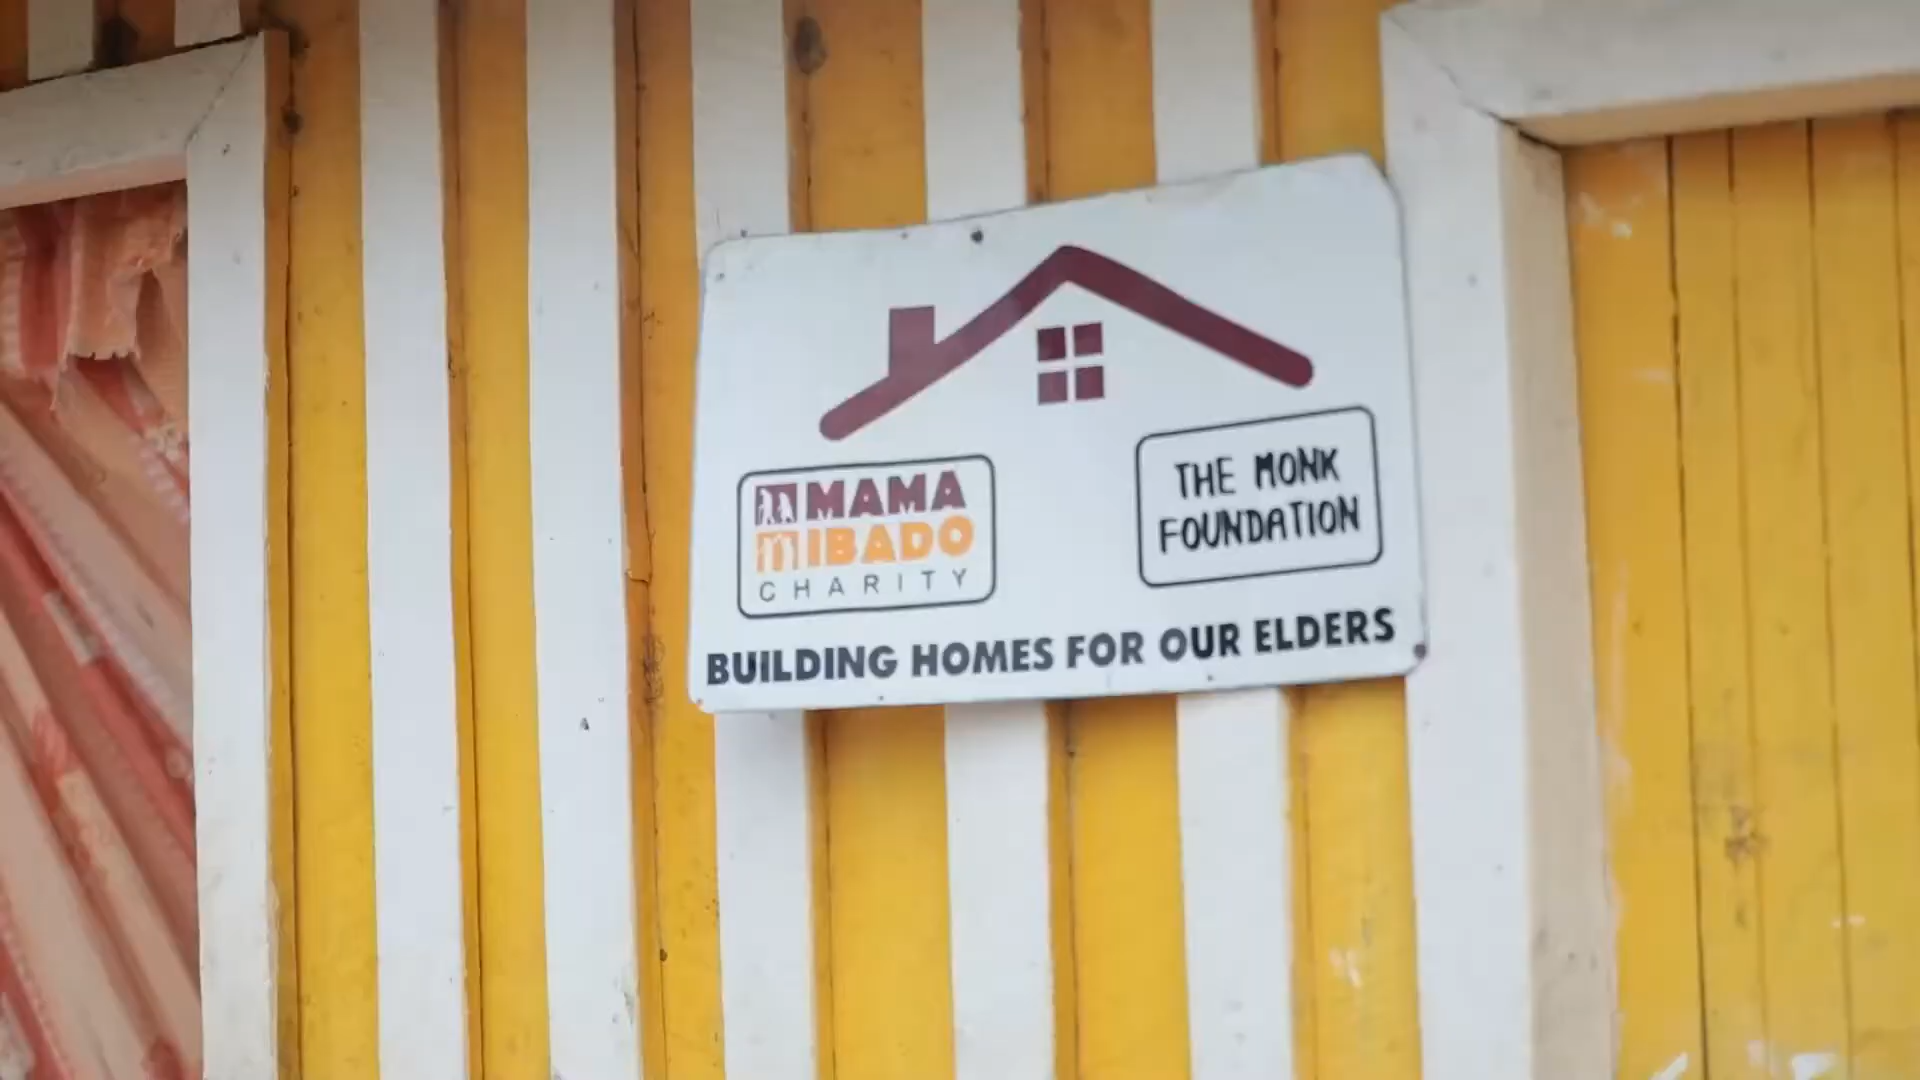 MAMA
IBADO
CHARITY
THE MONK
FOUNDATION
BUILDING HOMES FOR OUR ELDERS